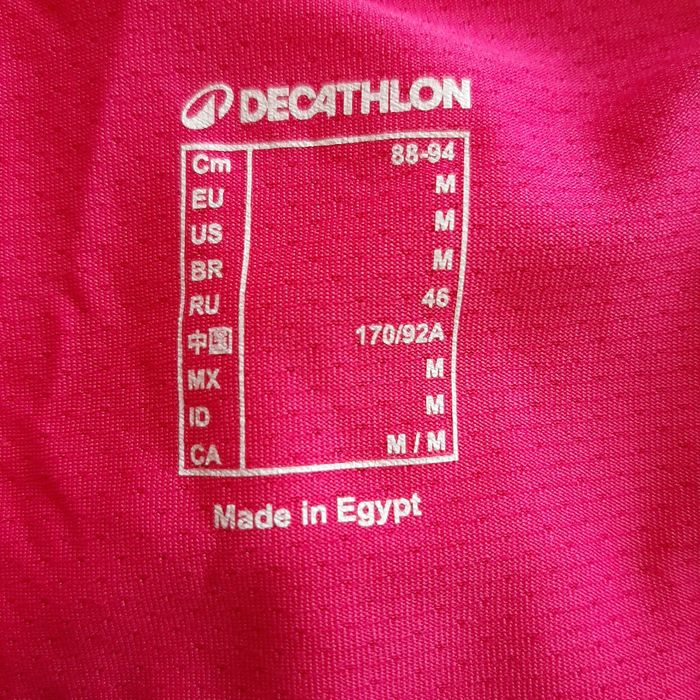 DECATHLON
Cm 88-94
EU M
US M
BR M
RU 46
中国 170/92A
MX M
ID M
CA M / M
Made in Egypt